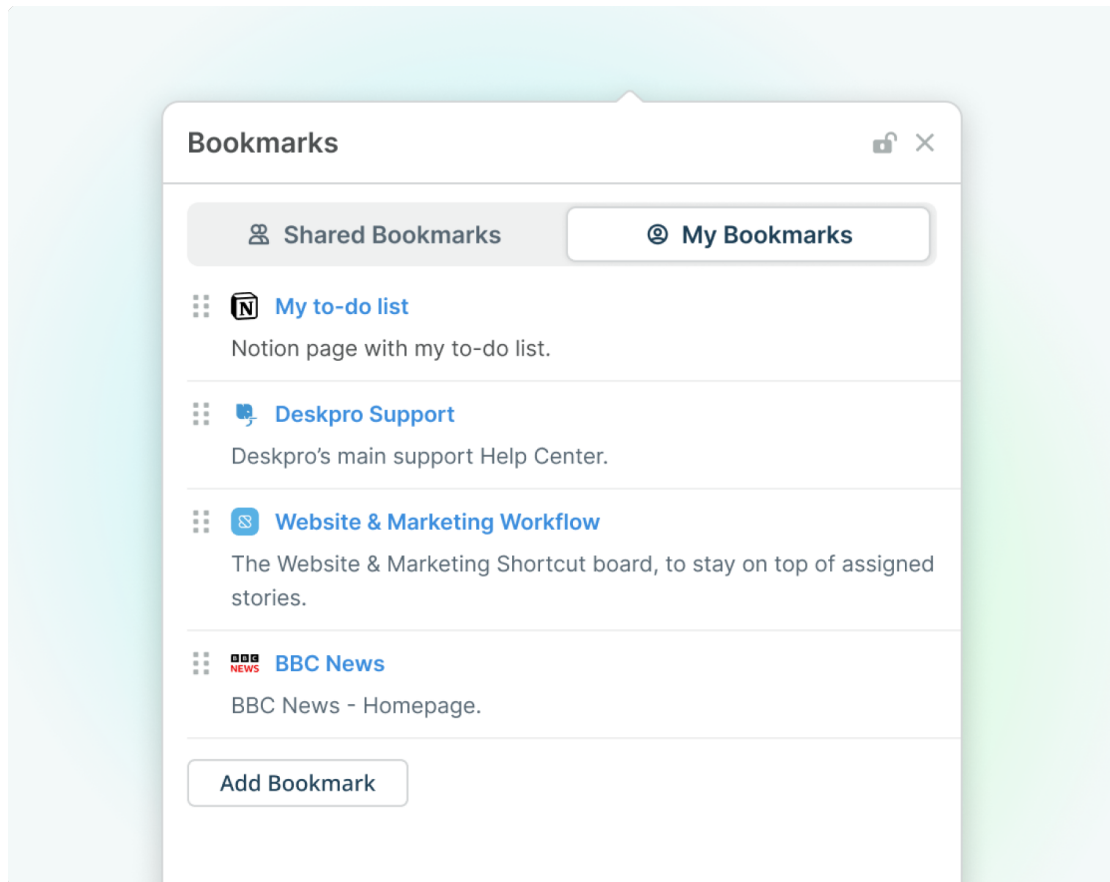 Bookmarks
Shared Bookmarks
My Bookmarks
N
My to-do list
Notion page with my to-do list.
Deskpro Support
Deskpro’s main support Help Center.
Website & Marketing Workflow
The Website & Marketing Shortcut board, to stay on top of assigned
stories.
BBC
NEWS
BBC News
BBC News - Homepage.
Add Bookmark